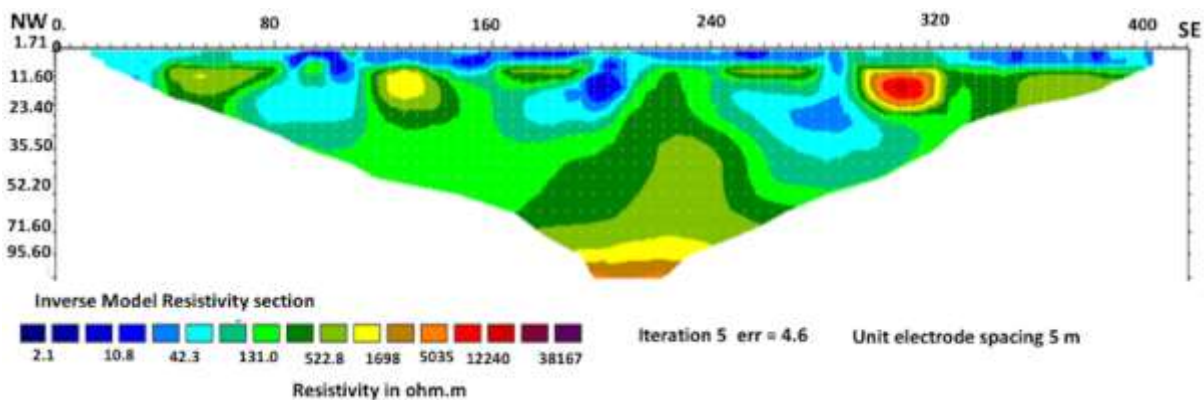 NW 0. 80 160 240 320 400 SE
1.71 0
11.60
23.40
35.50
52.20
71.60
95.60
Inverse Model Resistivity section
2.1 10.8 42.3 131.0 522.8 1698 5035 12240 38167
Iteration 5 err = 4.6 Unit electrode spacing 5 m
Resistivity in ohm.m